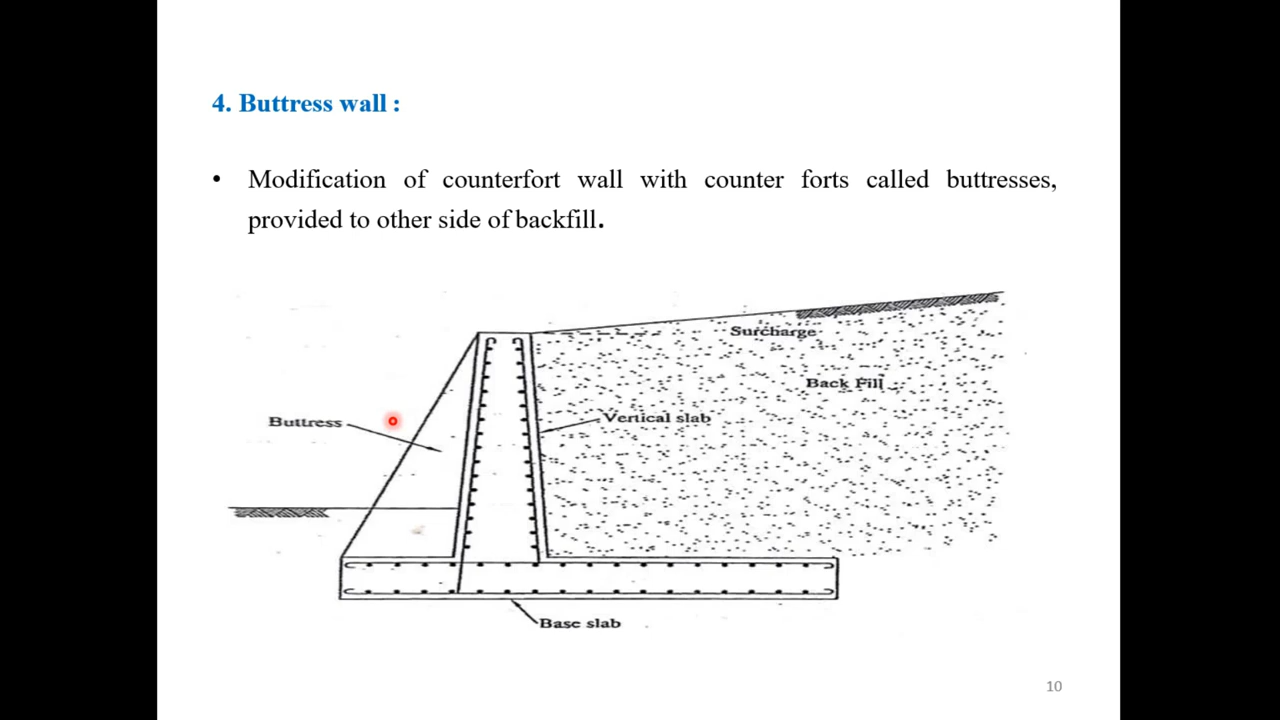 4. Buttress wall :
• Modification of counterfort wall with counter forts called buttresses,
provided to other side of backfill.
Surcharge
Back Fill
Buttress
Vertical slab
Base slab
10